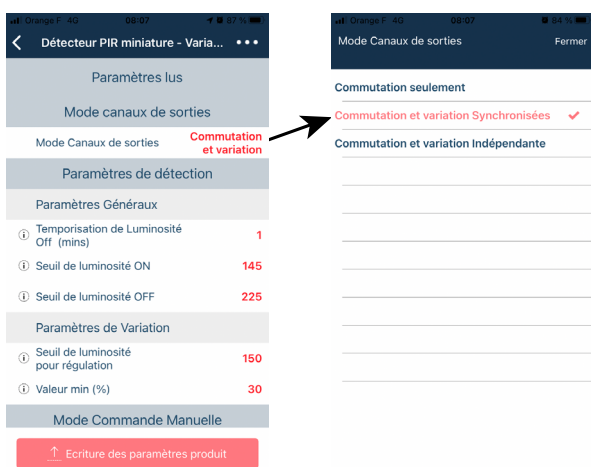 Orange F 4G 08:07 87 %
Détecteur PIR miniature - Varia...
Paramètres lus
Mode canaux de sorties
Mode Canaux de sorties Commutation
et variation
Paramètres de détection
Paramètres Généraux
Temporisation de Luminosité
Off (mins) 1
Seuil de luminosité ON 145
Seuil de luminosité OFF 225
Paramètres de Variation
Seuil de luminosité
pour régulation 150
Valeur min (%) 30
Mode Commande Manuelle
Ecriture des paramètres produit
Orange F 4G 08:07 84 %
Mode Canaux de sorties Fermer
Commutation seulement
Commutation et variation Synchronisées
Commutation et variation Indépendante